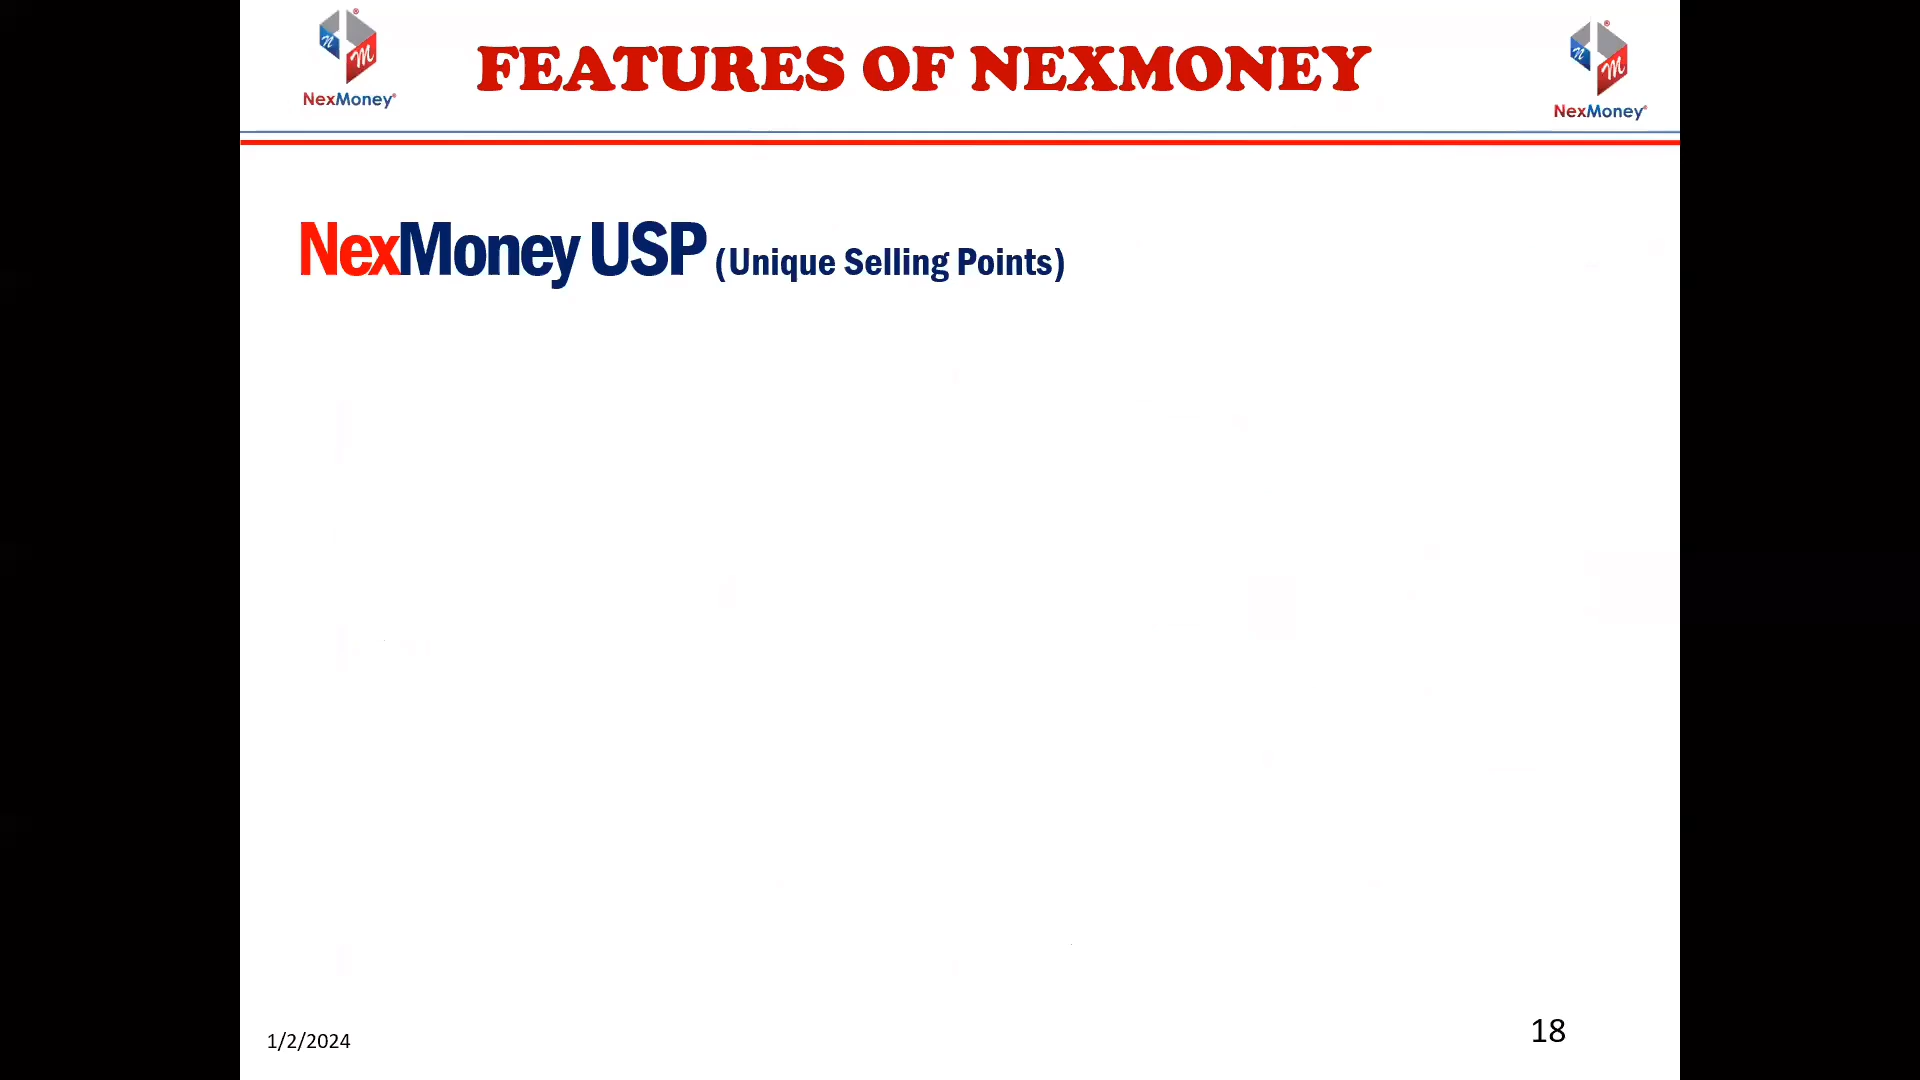 FEATURES OF NEXMONEY
NexMoney®
NexMoney®
NexMoney USP (Unique Selling Points)
1/2/2024
18